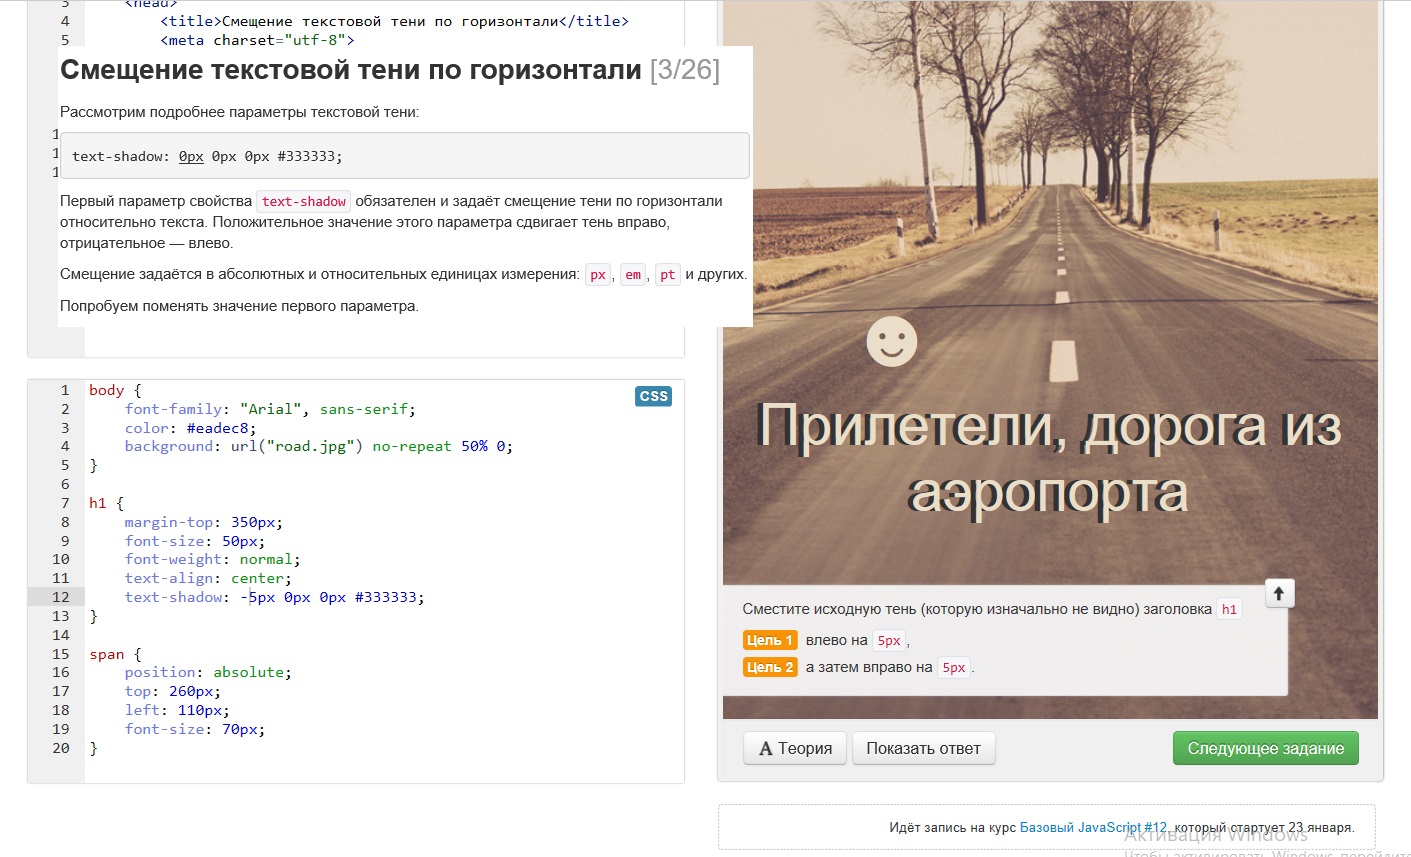 3 <head>
4 <title>Смещение текстовой тени по горизонтали</title>
5 <meta charset="utf-8">
Смещение текстовой тени по горизонтали [3/26]
Рассмотрим подробнее параметры текстовой тени:
1
1
1
text-shadow: 0px 0px 0px #333333;
Первый параметр свойства text-shadow обязателен и задаёт смещение тени по горизонтали
относительно текста. Положительное значение этого параметра сдвигает тень вправо,
отрицательное — влево.
Смещение задаётся в абсолютных и относительных единицах измерения: px, em, pt и других.
Попробуем поменять значение первого параметра.
CSS
1 body {
2 font-family: "Arial", sans-serif;
3 color: #eadec8;
4 background: url("road.jpg") no-repeat 50% 0;
5 }
6
7 h1 {
8 margin-top: 350px;
9 font-size: 50px;
10 font-weight: normal;
11 text-align: center;
12 text-shadow: -5px 0px 0px #333333;
13 }
14
15 span {
16 position: absolute;
17 top: 260px;
18 left: 110px;
19 font-size: 70px;
20 }
Прилетели, дорога из
аэропорта
Сместите исходную тень (которую изначально не видно) заголовка h1
Цель 1 влево на 5px,
Цель 2 а затем вправо на 5px.
A Теория
Показать ответ
Следующее задание
Идёт запись на курс Базовый JavaScript #12, который стартует 23 января.
Активация Windows
Чтобы активировать Windows, перейдите